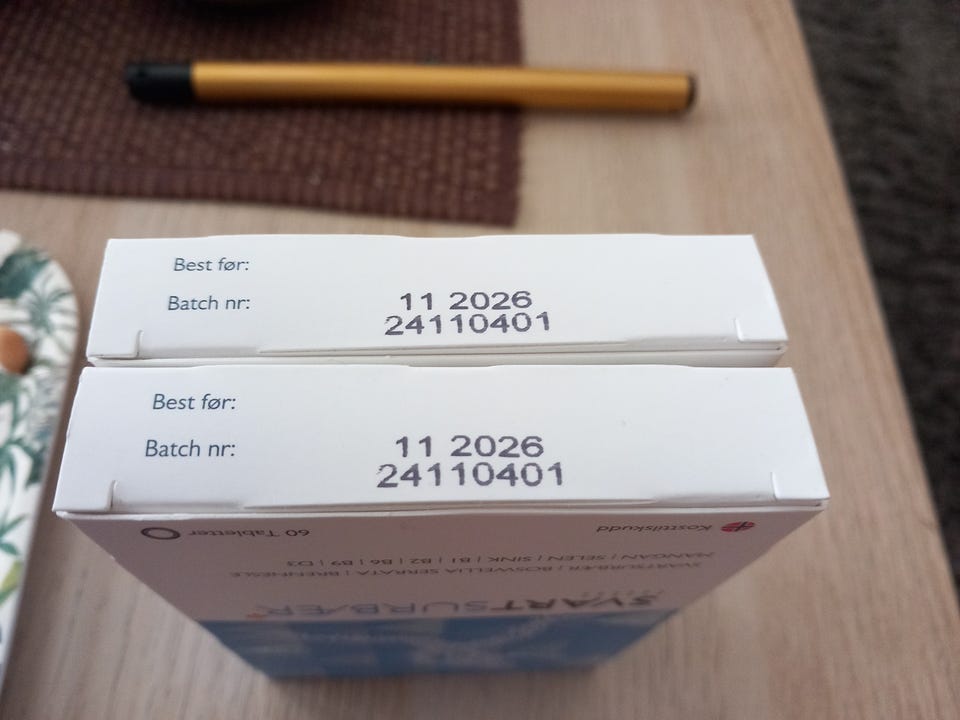 Best før:
Batch nr:
11 2026
24110401
Best før:
Batch nr:
11 2026
24110401
Kosttilskudd
60 Tabletter
MANGAN | SELEN | SINK | B1 | B2 | B6 | B9 | D3
SVARTSURBÆR | BOSWELLIA SERRATA | BRENNESLE
SVARTSURBÆR